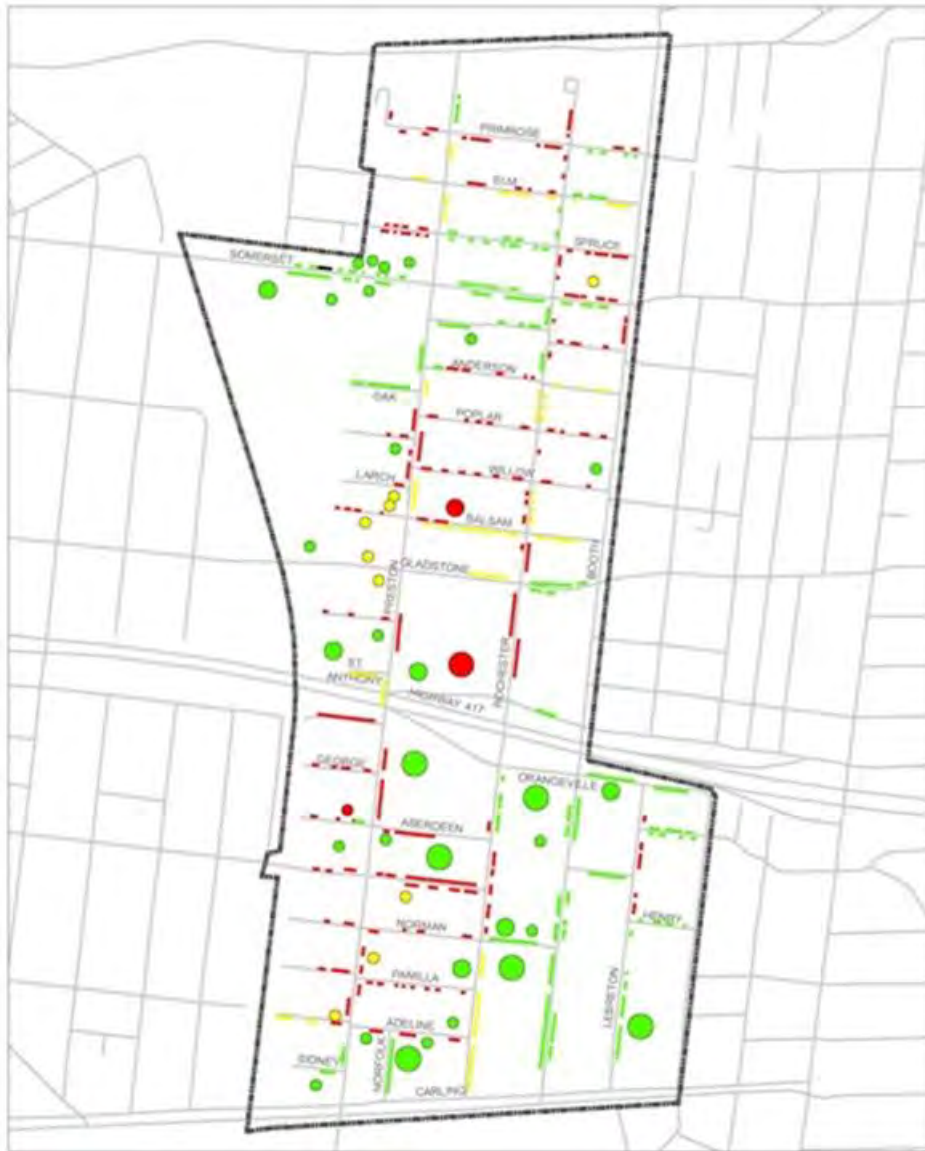 PRIMROSE
ELM
SPRUCE
SOMERSET
ANDERSON
OAK
POPLAR
WILLOW
LARCH
BALSAM
GLADSTONE
BOOTH
PRESTON
ROCHESTER
ST.
ANTHONY
HIGHWAY 417
GEORGE
ORANGEVILLE
ABERDEEN
NORMAN
HENRY
PAMILLA
LEBRETON
ADELINE
SIDNEY
NORFOLK
CARLING